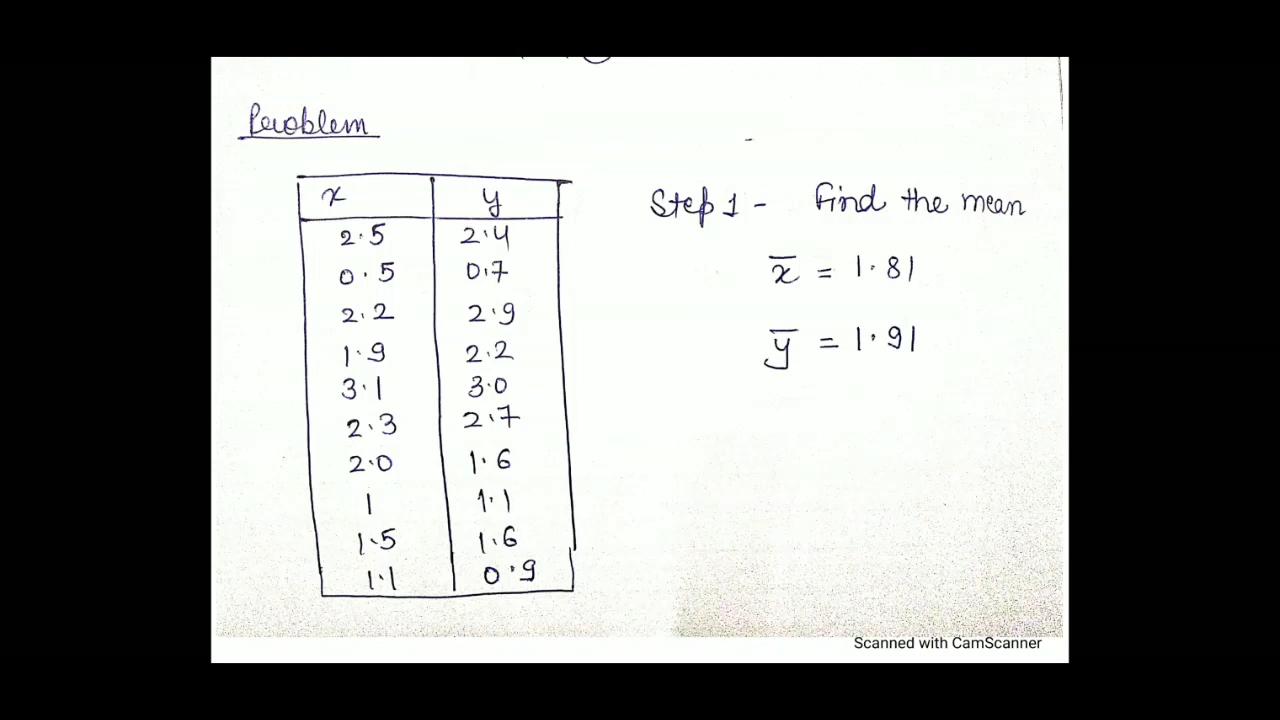 Problem
x y
2.5 2.4
0.5 0.7
2.2 2.9
1.9 2.2
3.1 3.0
2.3 2.7
2.0 1.6
1 1.1
1.5 1.6
1.1 0.9
Step 1 - Find the mean
x̅ = 1.81
y̅ = 1.91
Scanned with CamScanner